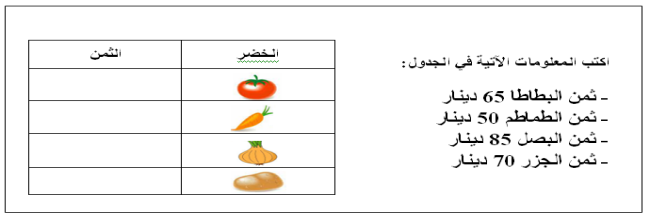 اكتب المعلومات الآتية في الجدول:
- ثمن البطاطا 65 دينار
- ثمن الطماطم 50 دينار
- ثمن البصل 85 دينار
- ثمن الجزر 70 دينار
الخضر الثمن